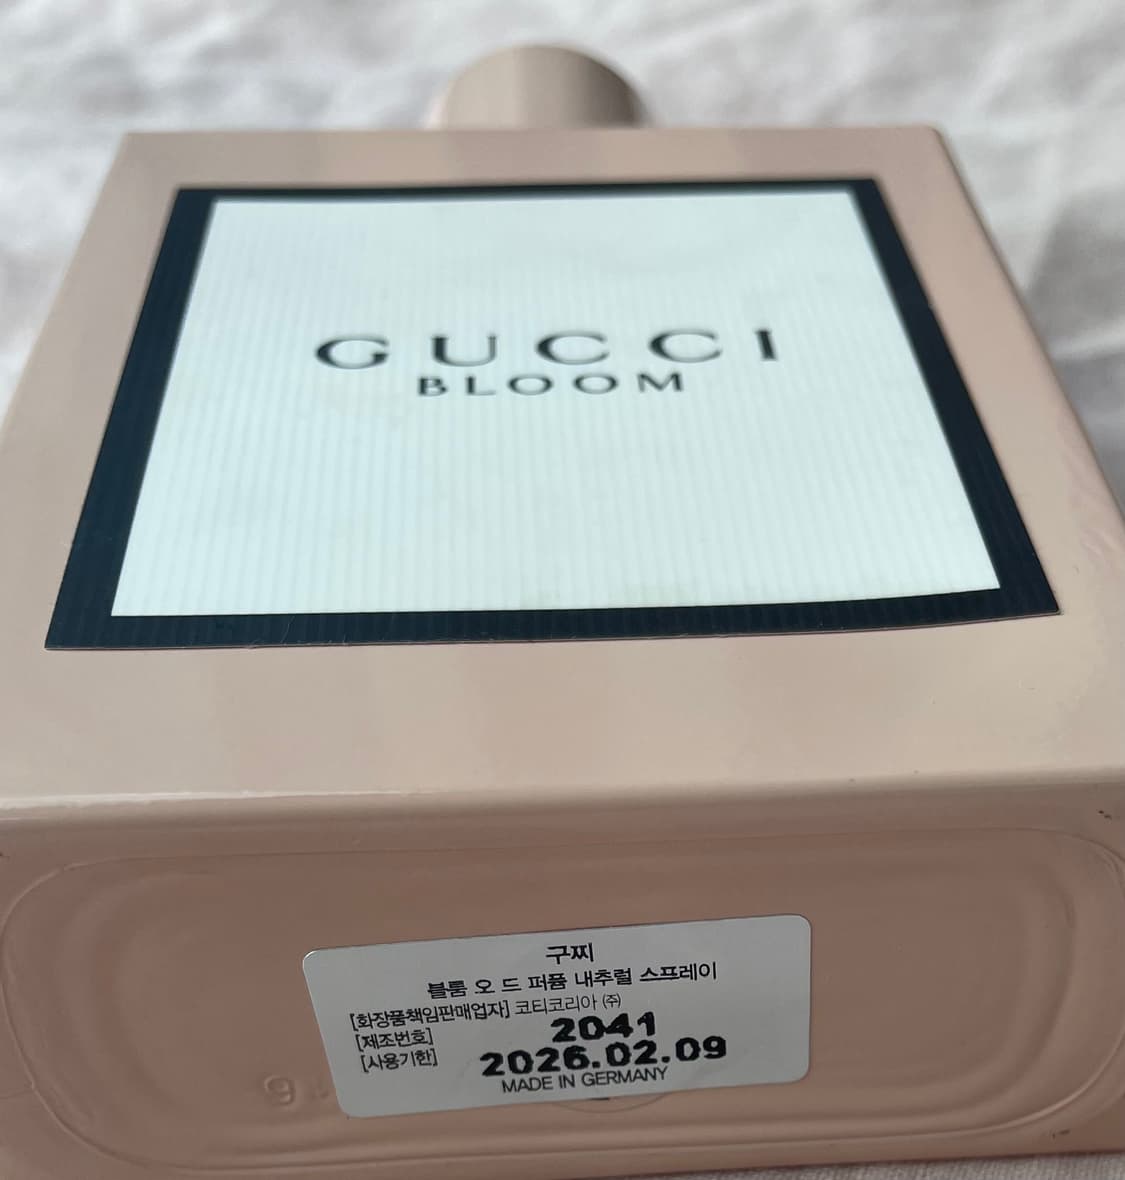 GUCCI
BLOOM
구찌
블룸 오 드 퍼퓸 내추럴 스프레이
[화장품책임판매업자] 코티코리아 ㈜
[제조번호] 2041
[사용기한] 2026.02.09
MADE IN GERMANY